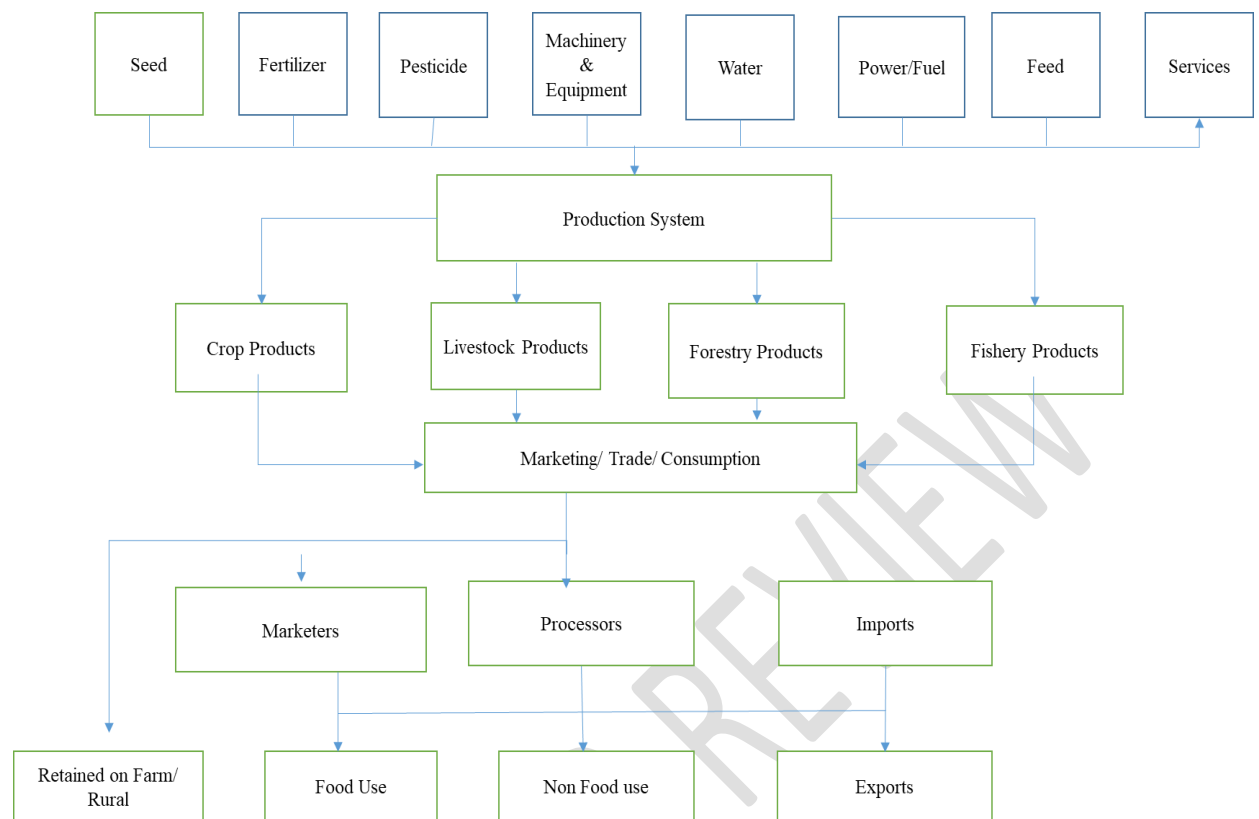 Seed
Fertilizer
Pesticide
Machinery
&
Equipment
Water
Power/Fuel
Feed
Services
Production System
Crop Products
Livestock Products
Forestry Products
Fishery Products
Marketing/ Trade/ Consumption
Marketers
Processors
Imports
Retained on Farm/
Rural
Food Use
Non Food use
Exports
REVIEW